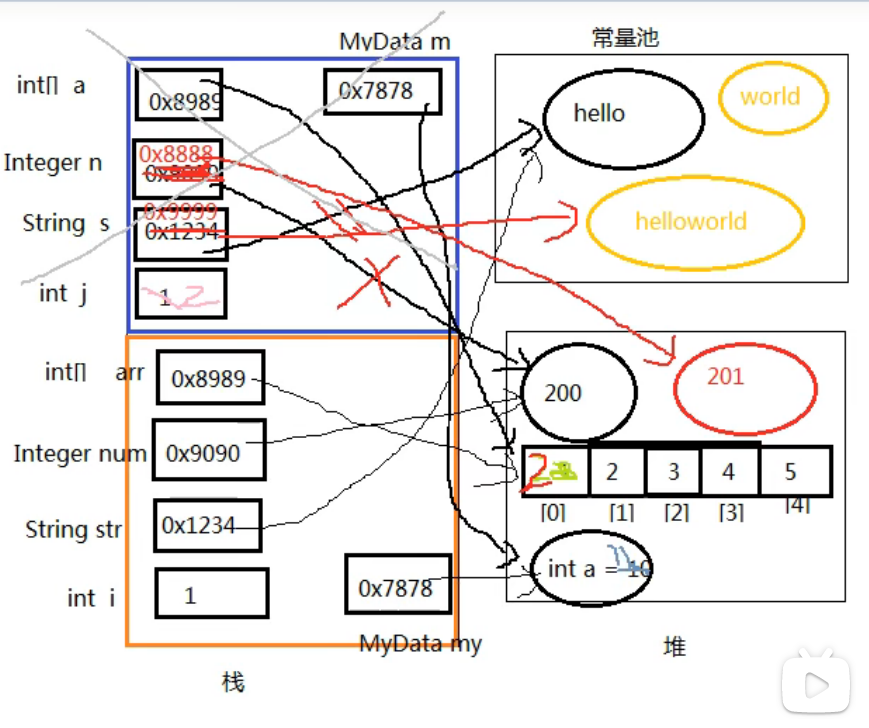 MyData m
常量池
int[] a
0x8989
0x7878
hello
world
Integer n
0x8888
String s
0x9999
0x1234
helloworld
int j
1 2
int[] arr
0x8989
200
201
Integer num
0x9090
2 2 3 4 5
[0] [1] [2] [3] [4]
String str
0x1234
int a = 10
int i
1
0x7878
MyData my
堆
栈